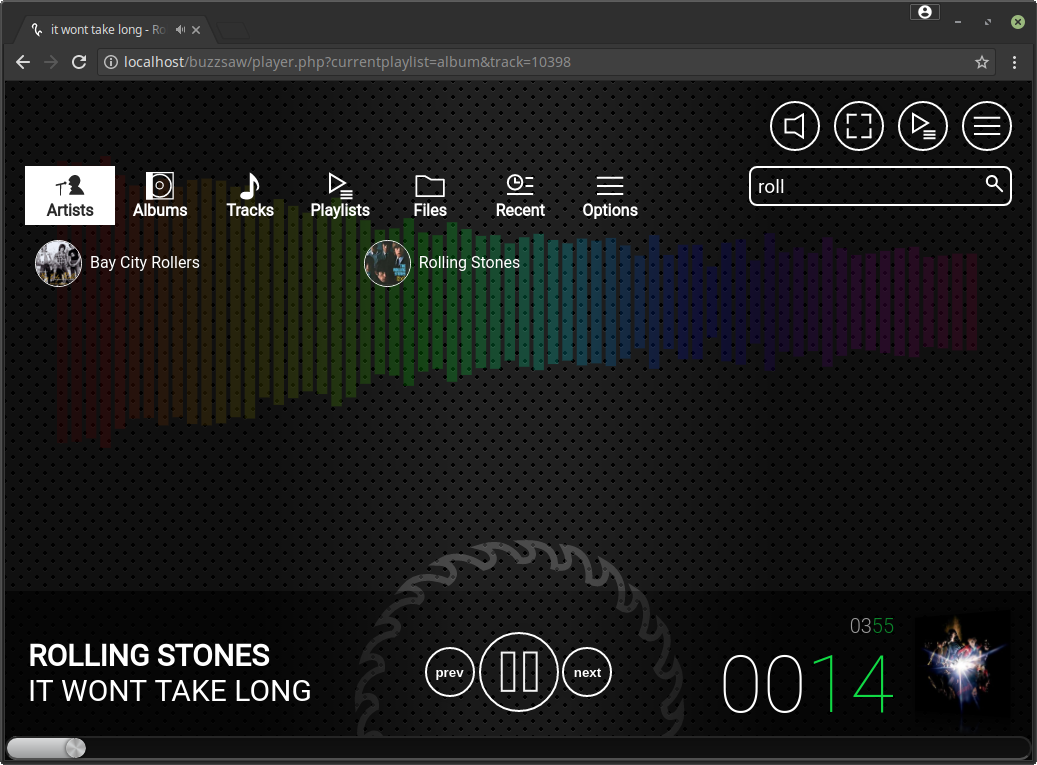 it wont take long - Ro
localhost/buzzsaw/player.php?currentplaylist=album&track=10398
Artists
Albums
Tracks
Playlists
Files
Recent
Options
roll
Bay City Rollers
Rolling Stones
ROLLING STONES
IT WONT TAKE LONG
prev
next
0355
0014